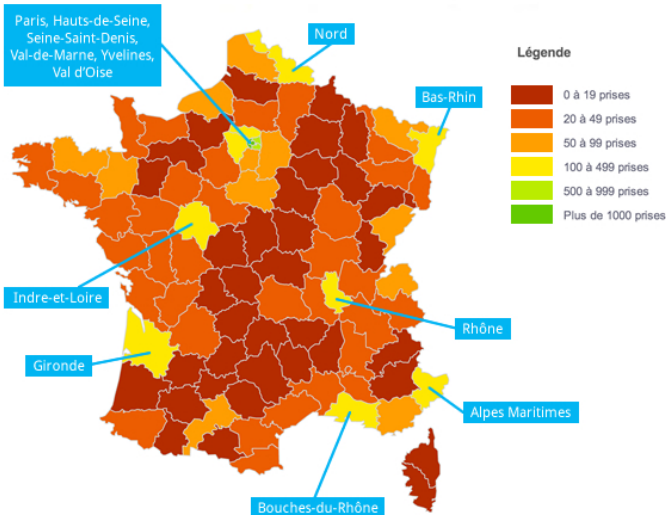 Paris, Hauts-de-Seine,
Seine-Saint-Denis,
Val-de-Marne, Yvelines,
Val d'Oise
Nord
Légende
Bas-Rhin
0 à 19 prises
20 à 49 prises
50 à 99 prises
100 à 499 prises
500 à 999 prises
Plus de 1000 prises
Indre-et-Loire
Rhône
Gironde
Alpes Maritimes
Bouches-du-Rhône